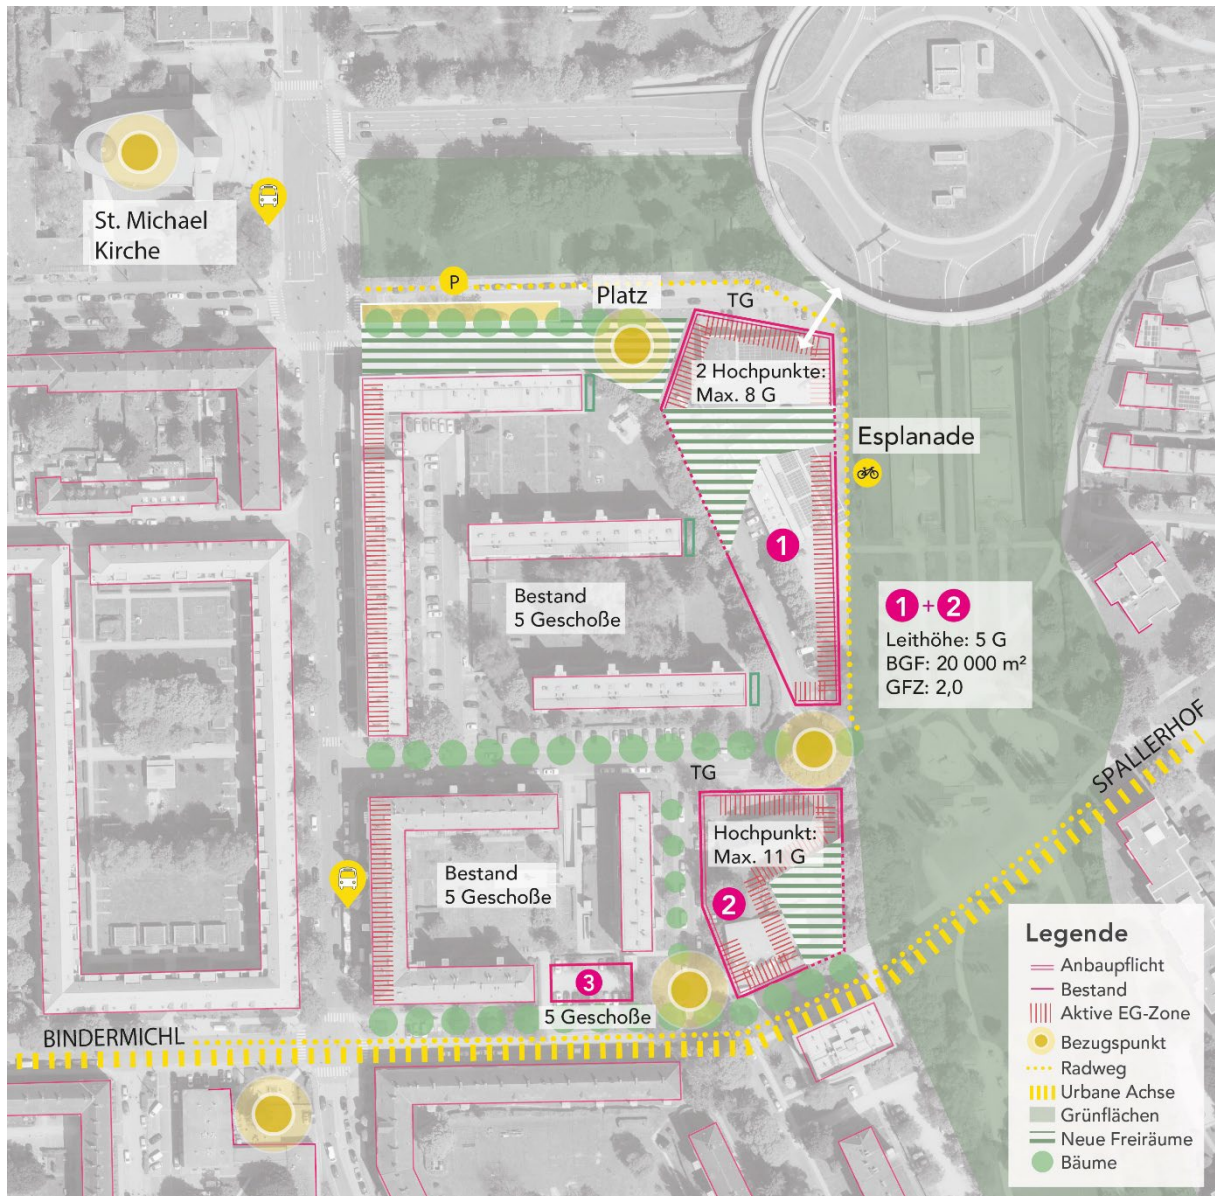 St. Michael
Kirche
P
Platz
TG
2 Hochpunkte:
Max. 8 G
Esplanade
1
Bestand
5 Geschoße
1 + 2
Leithöhe: 5 G
BGF: 20 000 m²
GFZ: 2,0
SPALLERHOF
TG
Hochpunkt:
Max. 11 G
Bestand
5 Geschoße
2
3
5 Geschoße
BINDERMICHL
Legende
Anbaupflicht
Bestand
Aktive EG-Zone
Bezugspunkt
Radweg
Urbane Achse
Grünflächen
Neue Freiräume
Bäume